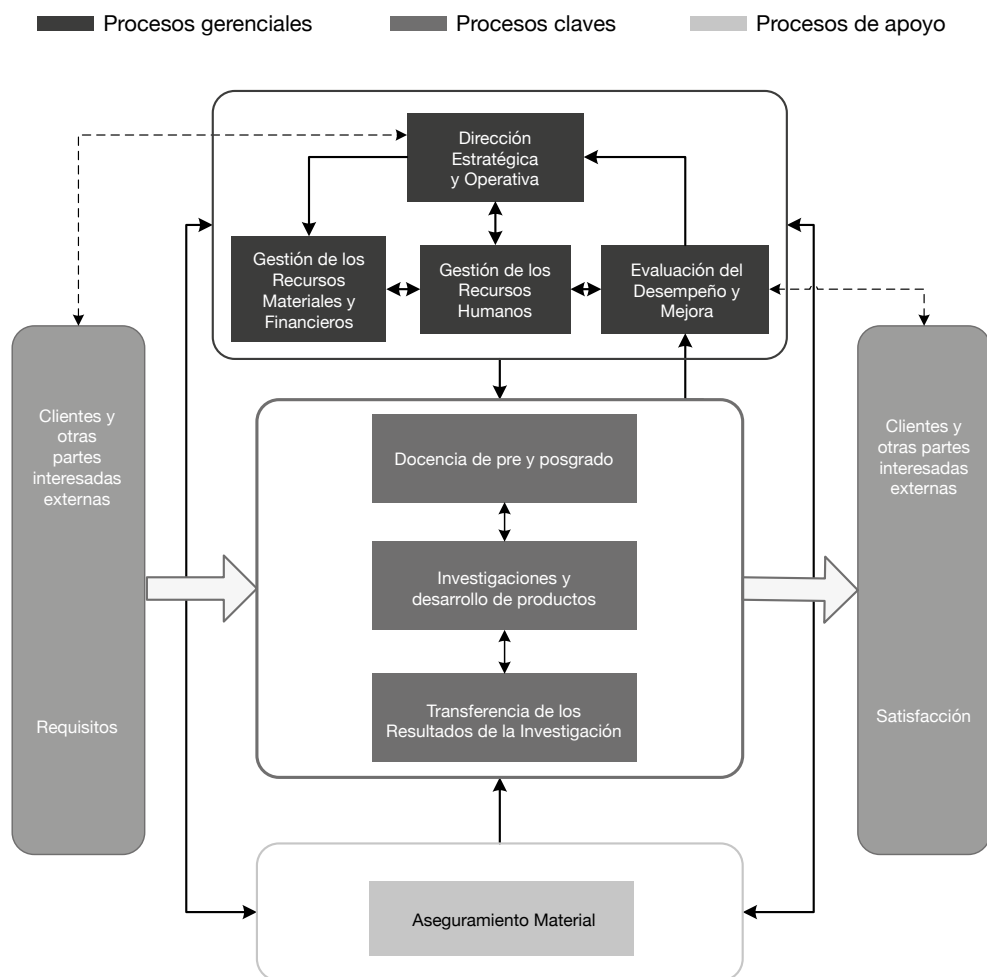 Procesos gerenciales
Procesos claves
Procesos de apoyo
Dirección
Estratégica
y Operativa
Gestión de los
Recursos
Materiales y
Financieros
Gestión de los
Recursos
Humanos
Evaluación del
Desempeño y
Mejora
Clientes y
otras
partes
interesadas
externas
Requisitos
Docencia de pre y posgrado
Investigaciones y
desarrollo de productos
Transferencia de los
Resultados de la Investigación
Clientes y
otras partes
interesadas
externas
Satisfacción
Aseguramiento Material